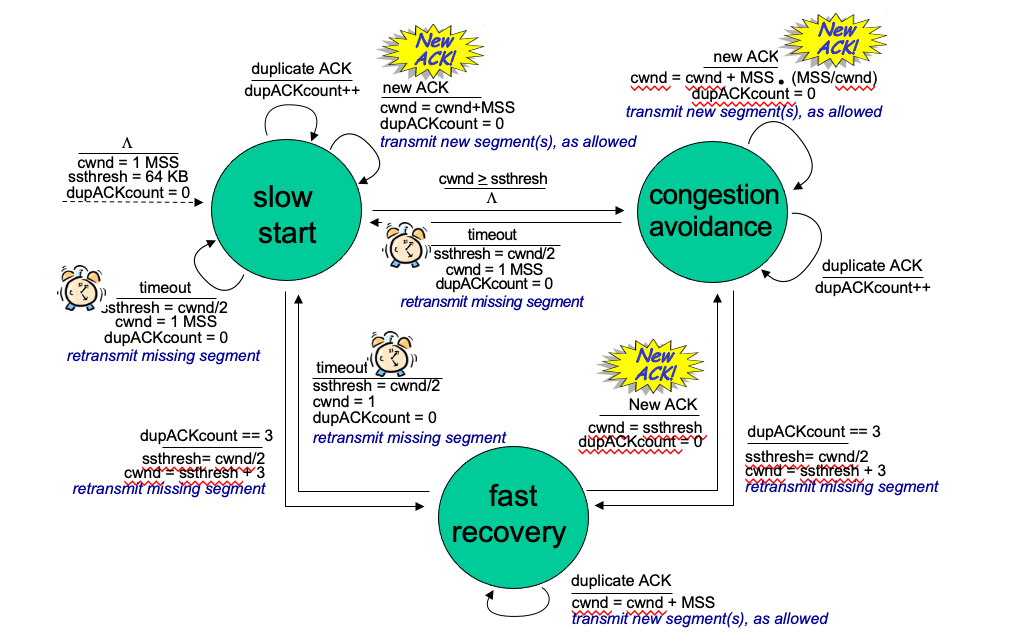 New
ACK!
duplicate ACK
dupACKcount++
new ACK
cwnd = cwnd+MSS
dupACKcount = 0
transmit new segment(s), as allowed
New
ACK!
new ACK
cwnd = cwnd + MSS • (MSS/cwnd)
dupACKcount = 0
transmit new segment(s), as allowed
Λ
cwnd = 1 MSS
ssthresh = 64 KB
dupACKcount = 0
slow
start
cwnd ≥ ssthresh
Λ
congestion
avoidance
timeout
ssthresh = cwnd/2
cwnd = 1 MSS
dupACKcount = 0
retransmit missing segment
duplicate ACK
dupACKcount++
timeout
ssthresh = cwnd/2
cwnd = 1 MSS
dupACKcount = 0
retransmit missing segment
timeout
ssthresh = cwnd/2
cwnd = 1
dupACKcount = 0
retransmit missing segment
New
ACK!
New ACK
cwnd = ssthresh
dupACKcount = 0
dupACKcount == 3
ssthresh= cwnd/2
cwnd = ssthresh + 3
retransmit missing segment
dupACKcount == 3
ssthresh= cwnd/2
cwnd = ssthresh + 3
retransmit missing segment
fast
recovery
duplicate ACK
cwnd = cwnd + MSS
transmit new segment(s), as allowed